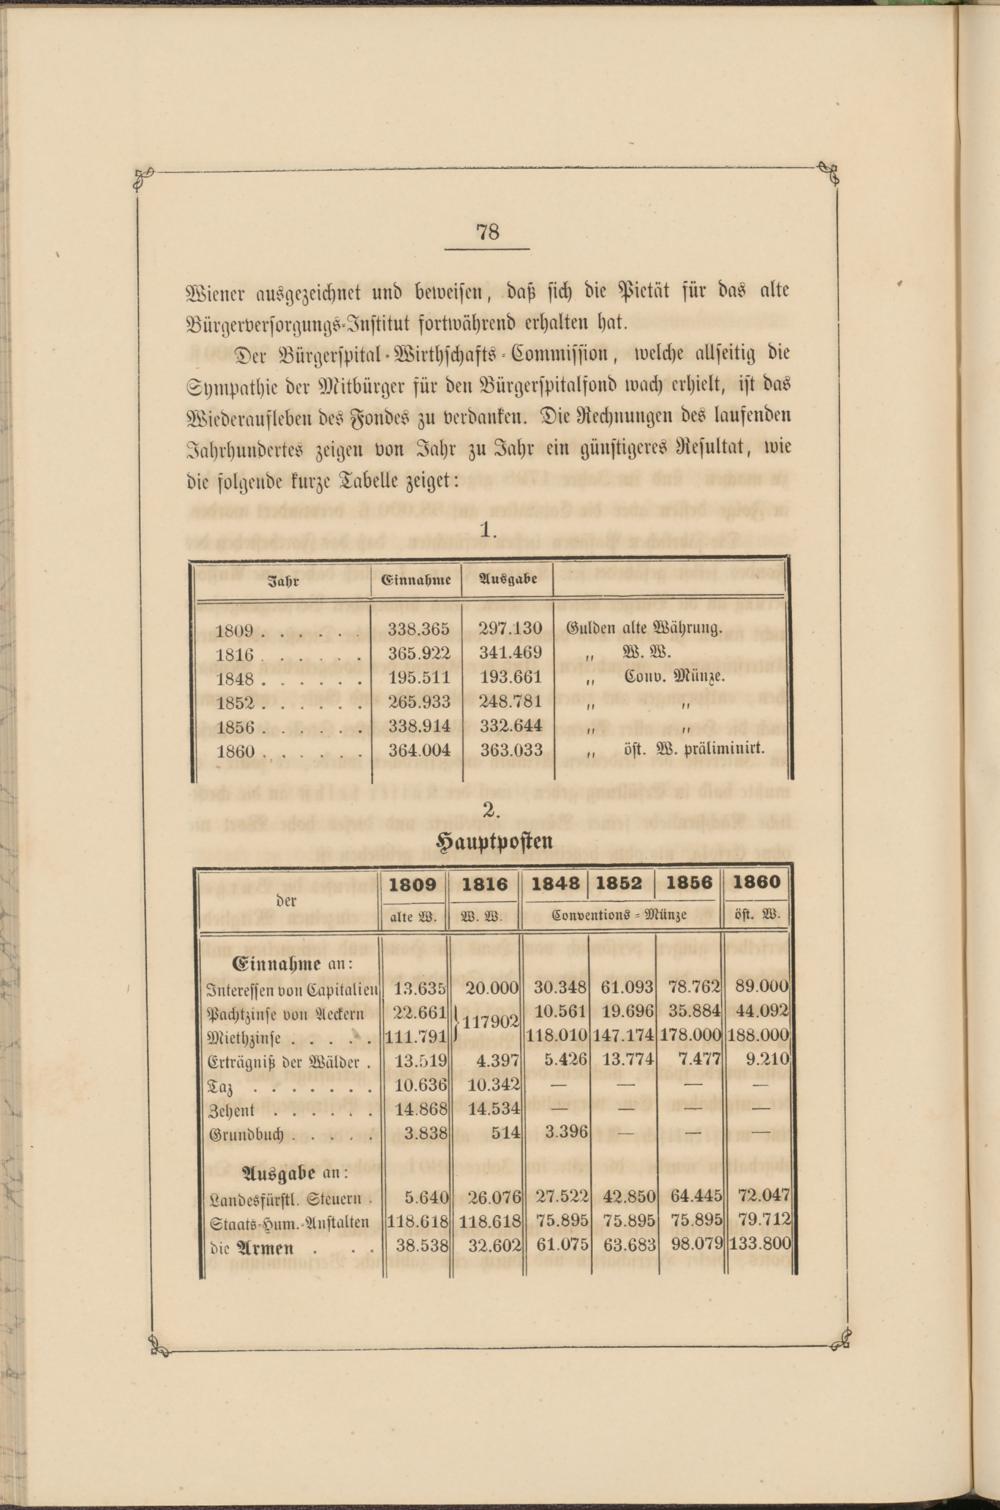 78
Wiener ausgezeichnet und beweisen, daß sich die Pietät für das alte
Bürgerversorgungs-Institut fortwährend erhalten hat.
Der Bürgerspital-Wirthschafts-Commission, welche allseitig die
Sympathie der Mitbürger für den Bürgerspitalfond wach erhielt, ist das
Wiederaufleben des Fondes zu verdanken. Die Rechnungen des laufenden
Jahrhundertes zeigen von Jahr zu Jahr ein günstigeres Resultat, wie
die folgende kurze Tabelle zeiget:
1.
Jahr Einnahme Ausgabe
1809 . . . . . . 338.365 297.130 Gulden alte Währung.
1816 . . . . . . 365.922 341.469 „ W. W.
1848 . . . . . . 195.511 193.661 „ Conv. Münze.
1852 . . . . . . 265.933 248.781 „ „
1856 . . . . . . 338.914 332.644 „ „
1860 . . . . . . 364.004 363.033 „ öst. W. präliminirt.
2.
Hauptposten
der 1809 1816 1848 1852 1856 1860
alte W. W. W. Conventions-Münze öst. W.
Einnahme an:
Interessen von Capitalien 13.635 20.000 30.348 61.093 78.762 89.000
Pachtzinse von Aeckern 22.661 } 117902 10.561 19.696 35.884 44.092
Miethzinse . . . . . 111.791 118.010 147.174 178.000 188.000
Erträgniß der Wälder . 13.519 4.397 5.426 13.774 7.477 9.210
Taz . . . . . . . 10.636 10.342 — — — —
Zehent . . . . . . 14.868 14.534 — — — —
Grundbuch . . . . . 3.838 514 3.396 — — —
Ausgabe an:
Landesfürstl. Steuern . 5.640 26.076 27.522 42.850 64.445 72.047
Staats-Hum.-Anstalten 118.618 118.618 75.895 75.895 75.895 79.712
die Armen . . . 38.538 32.602 61.075 63.683 98.079 133.800